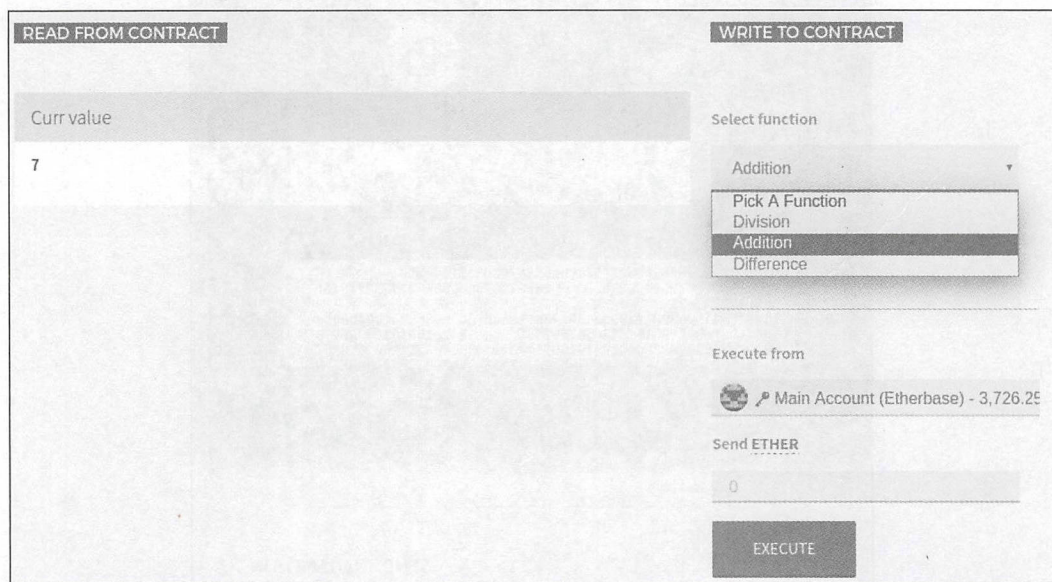 READ FROM CONTRACT
Curr value
7
WRITE TO CONTRACT
Select function
Addition
Pick A Function
Division
Addition
Difference
Execute from
Main Account (Etherbase) - 3,726.25
Send ETHER
0
EXECUTE